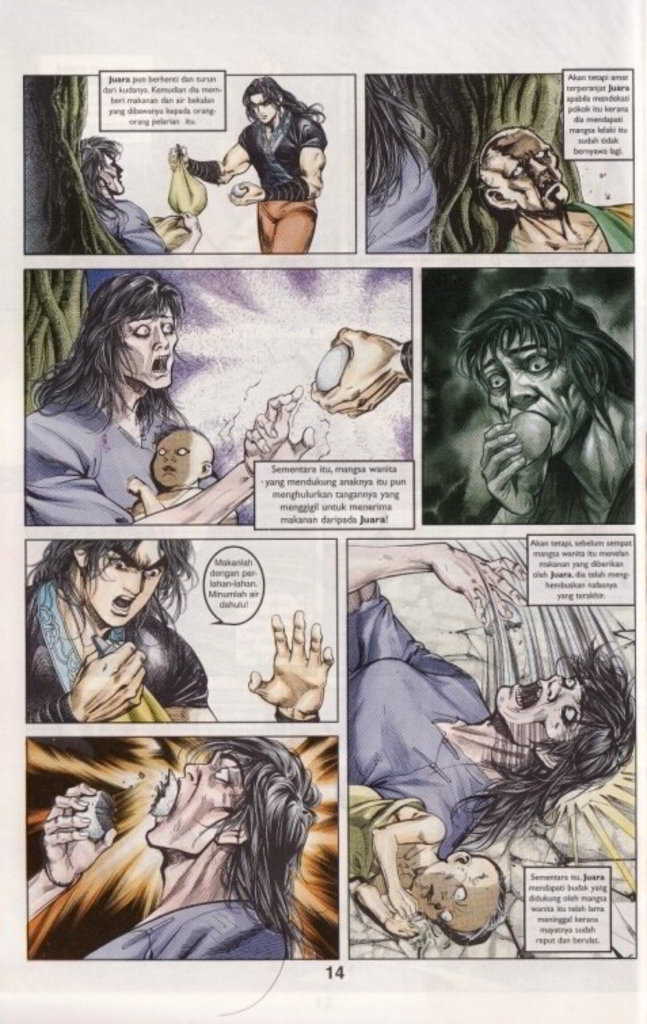 Juara pun berhenti dan turun
dari kudanya. Kemudian dia mem-
beri makanan dan air bekalan
yang dibawanya kepada orang-
orang pelarian itu.
Akan tetapi amat
terperanjat Juara
apabila mendekati
pokok itu kerana
dia mendapati
mangsa lelaki itu
sudah tidak
bernyawa lagi.
Sementara itu, mangsa wanita
yang mendukung anaknya itu pun
menghulurkan tangannya yang
menggigil untuk menerima
makanan daripada Juara!
Makanlah
dengan per-
lahan-lahan.
Minumlah air
dahulu!
Akan tetapi, sebelum sempat
mangsa wanita itu menelan
makanan yang diberikan
oleh Juara, dia telah meng-
hembuskan nafasnya
yang terakhir.
Sementara itu, Juara
mendapati budak yang
didukung oleh mangsa
wanita itu telah lama
meninggal kerana
mayatnya sudah
reput dan berulat.
14